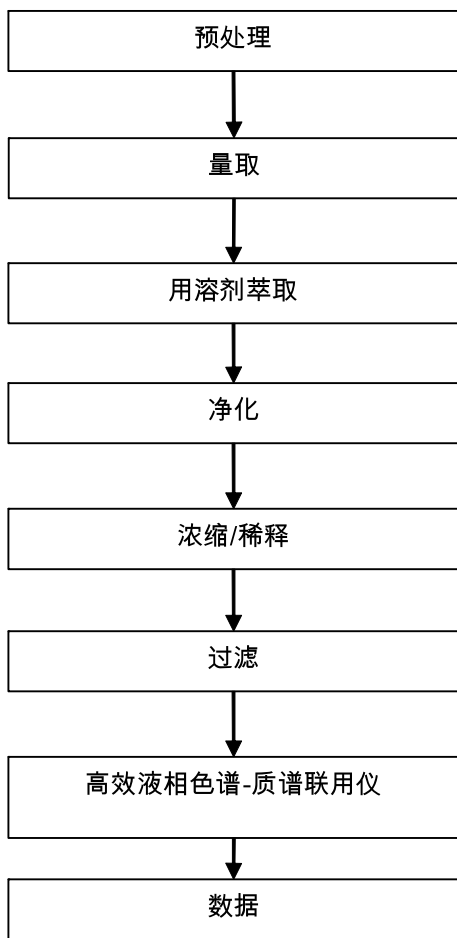 预处理
量取
用溶剂萃取
净化
浓缩/稀释
过滤
高效液相色谱-质谱联用仪
数据